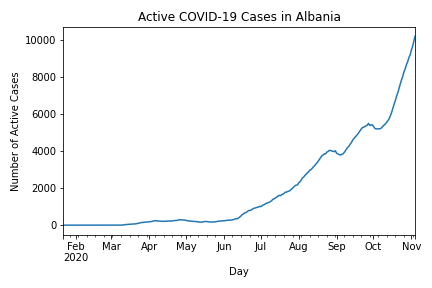 Active COVID-19 Cases in Albania
10000
8000
6000
4000
2000
0
Number of Active Cases
Feb Mar Apr May Jun Jul Aug Sep Oct Nov
2020
Day